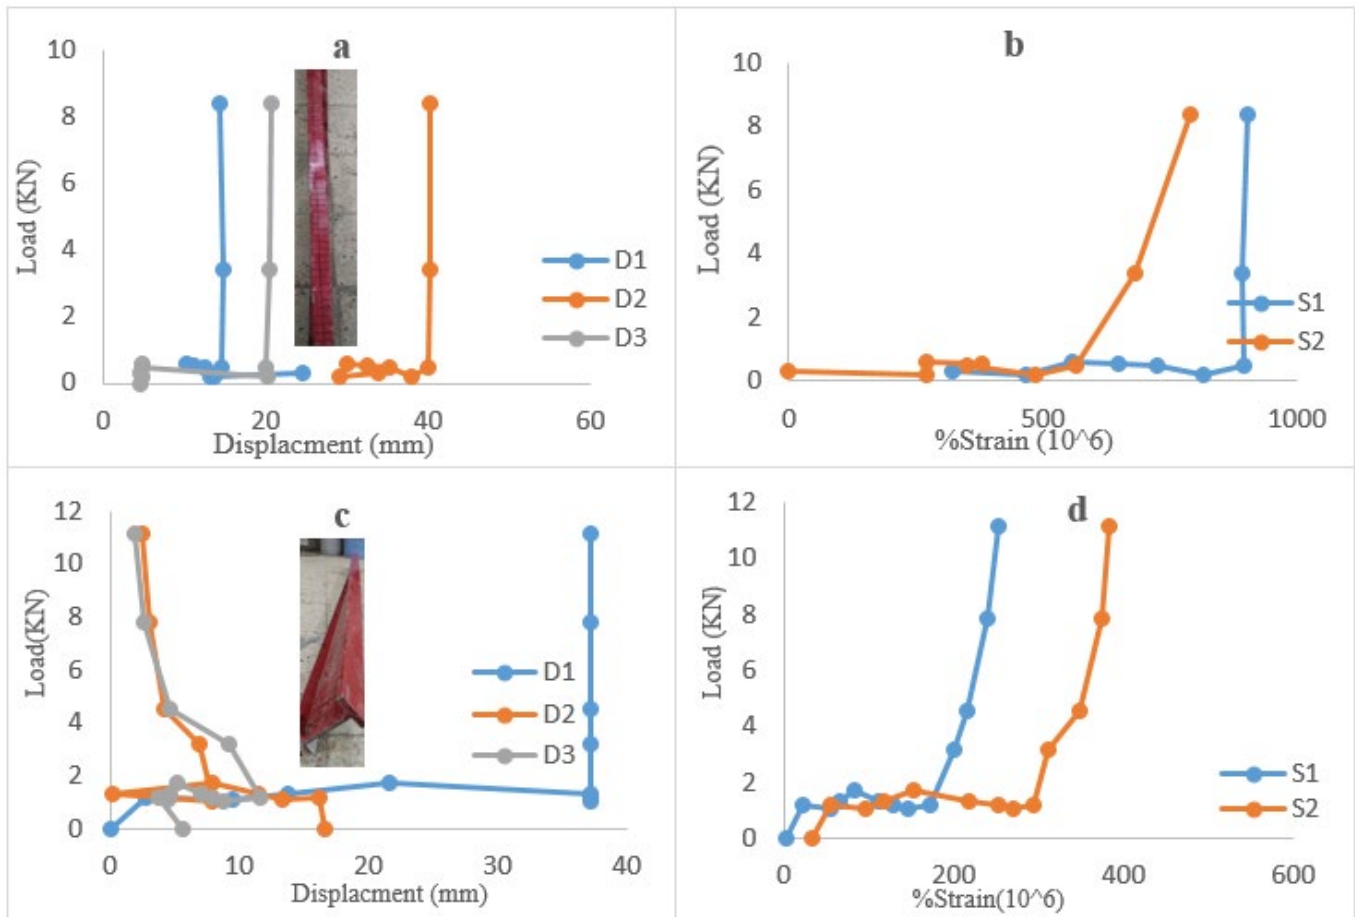 a
10
8
6
4
2
0
Load (KN)
D1
D2
D3
0 20 40 60
Displacment (mm)
b
10
8
6
4
2
0
Load (KN)
S1
S2
0 500 1000
%Strain (10^6)
c
12
10
8
6
4
2
0
Load(KN)
D1
D2
D3
0 10 20 30 40
Displacment (mm)
d
12
10
8
6
4
2
0
Load (KN)
S1
S2
0 200 400 600
%Strain(10^6)